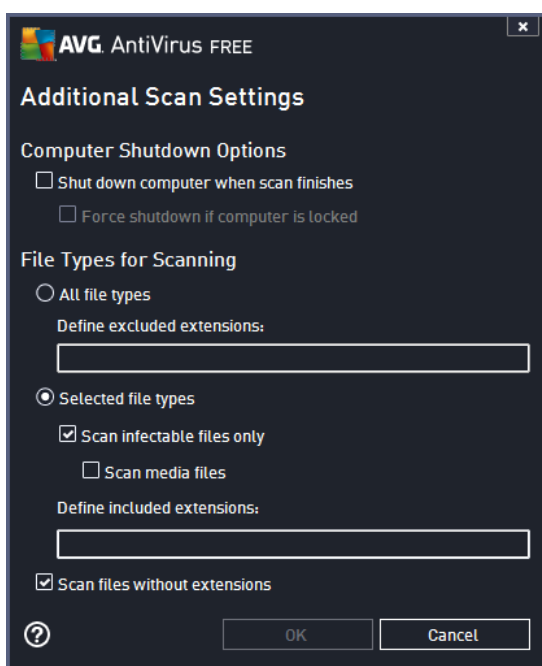 AVG. AntiVirus FREE
Additional Scan Settings
Computer Shutdown Options
Shut down computer when scan finishes
Force shutdown if computer is locked
File Types for Scanning
All file types
Define excluded extensions:
Selected file types
Scan infectable files only
Scan media files
Define included extensions:
Scan files without extensions
? OK Cancel